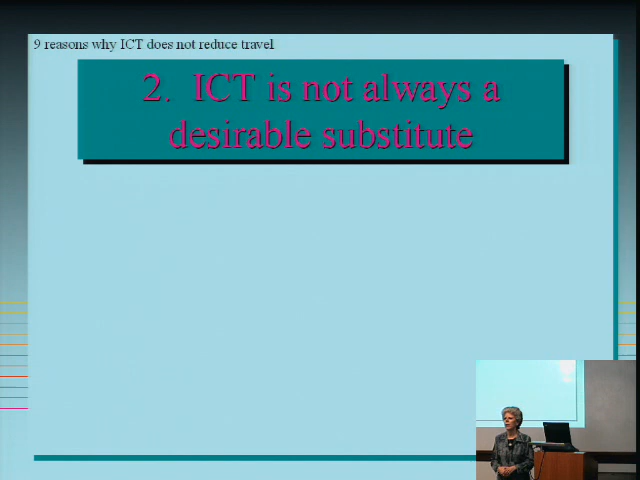 9 reasons why ICT does not reduce travel
2. ICT is not always a
desirable substitute